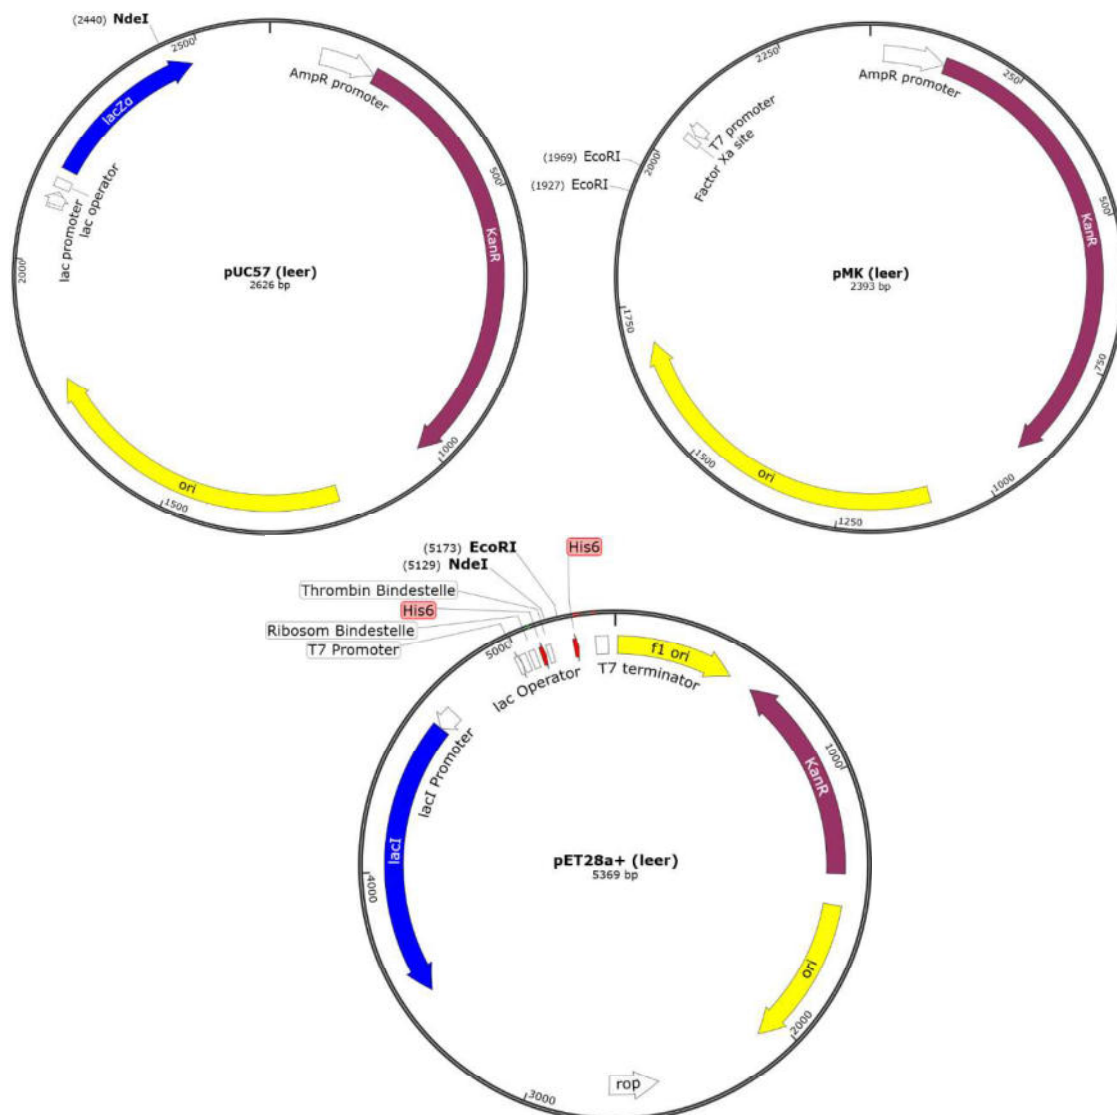 (2440) NdeI
2500
lacZα
lac operator
lac promoter
2000
AmpR promoter
500
KanR
1000
1500
ori
pUC57 (leer)
2626 bp
2250
AmpR promoter
250
T7 promoter
Factor Xa site
2000
(1969) EcoRI
(1927) EcoRI
500
KanR
750
1000
1250
ori
1500
1750
pMK (leer)
2393 bp
(5173) EcoRI
(5129) NdeI
His6
Thrombin Bindestelle
His6
Ribosom Bindestelle
T7 Promoter
5000
lac Operator
T7 terminator
f1 ori
KanR
1000
ori
2000
rop
3000
lacI
4000
lacI Promoter
pET28a+ (leer)
5369 bp